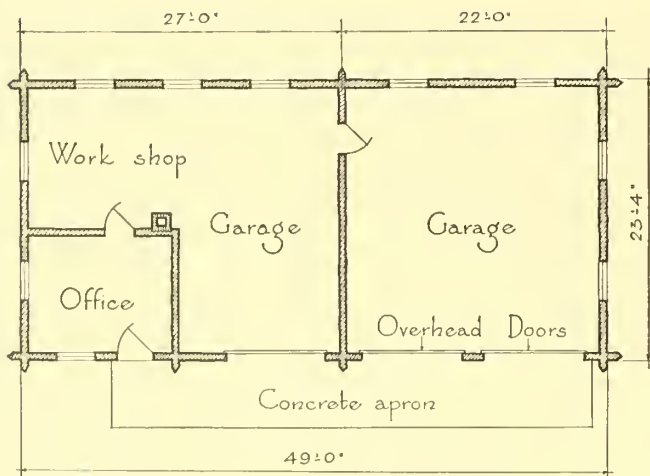 27'-0"
22'-0"
Work shop
Garage
Garage
23'-4"
Office
Overhead Doors
Concrete apron
49'-0"